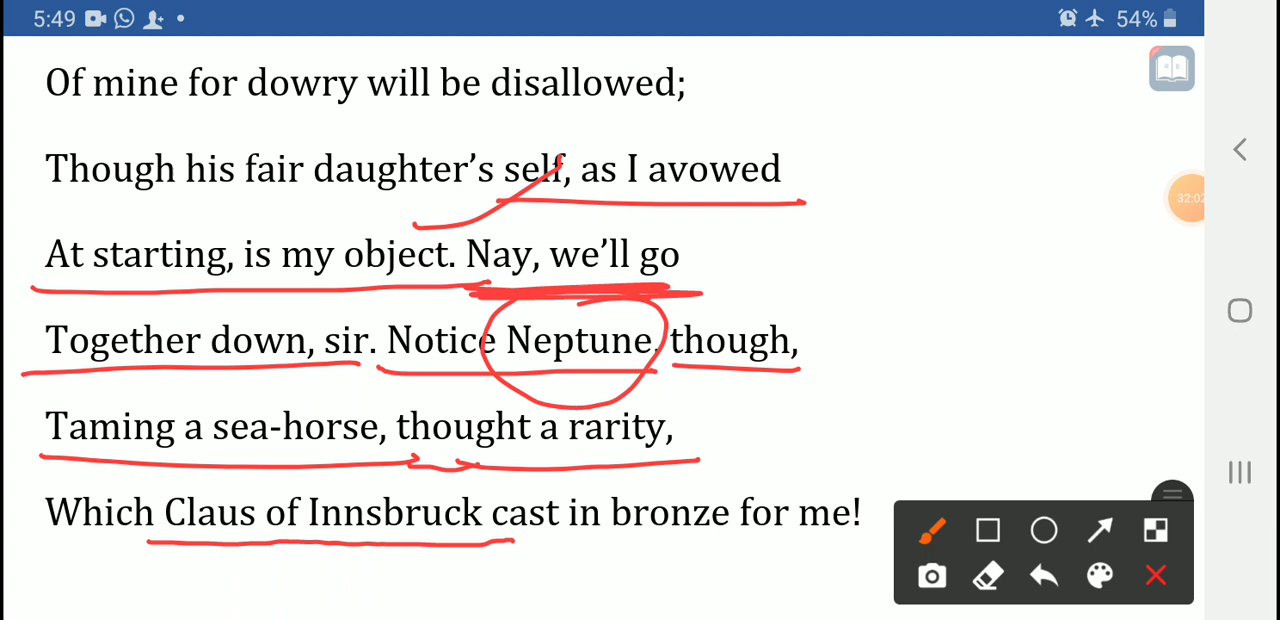 5:49
54%
Of mine for dowry will be disallowed;
Though his fair daughter’s self, as I avowed
32:02
At starting, is my object. Nay, we’ll go
Together down, sir. Notice Neptune, though,
Taming a sea-horse, thought a rarity,
Which Claus of Innsbruck cast in bronze for me!